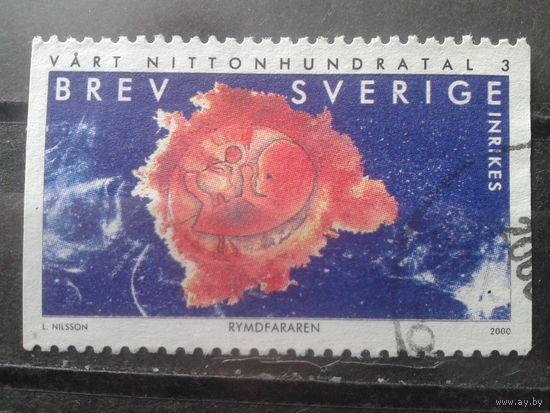 VÅRT NITTONHUNDRATAL 3
BREV SVERIGE
INRIKES
L. NILSSON RYMDFARAREN 2000
www.ay.by